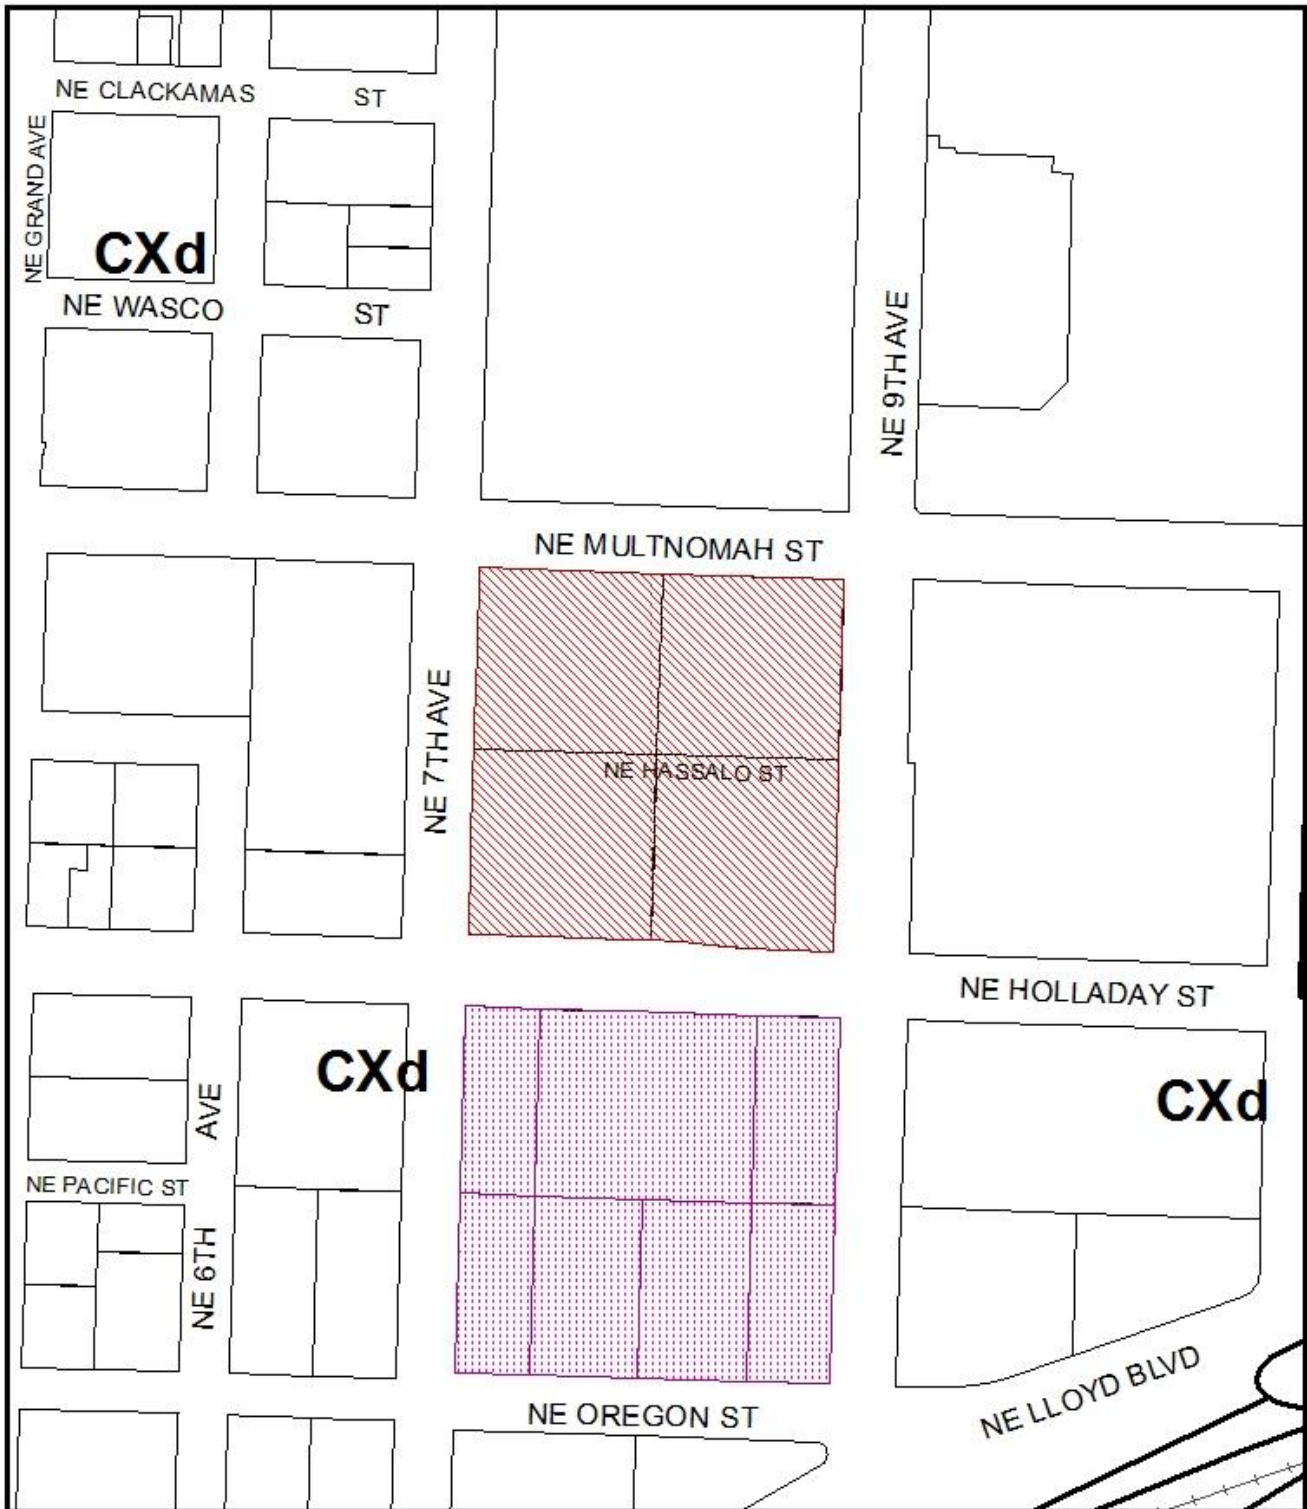 NE CLACKAMAS ST
NE GRAND AVE
CXd
NE WASCO ST
NE 9TH AVE
NE MULTNOMAH ST
NE 7TH AVE
NE HASSALO ST
NE HOLLADAY ST
CXd
CXd
NE 6TH AVE
NE PACIFIC ST
NE OREGON ST
NE LLOYD BLVD